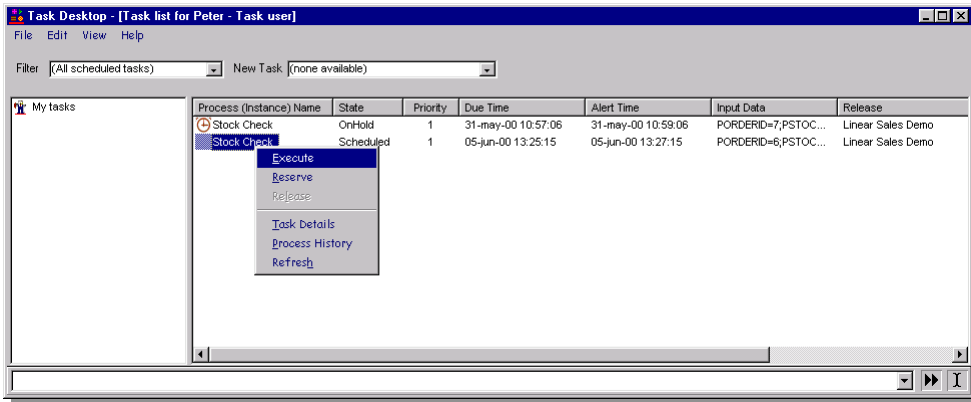 Task Desktop - [Task list for Peter - Task user]
File Edit View Help
Filter (All scheduled tasks) New Task (none available)
My tasks
Process (Instance) Name State Priority Due Time Alert Time Input Data Release
Stock Check OnHold 1 31-may-00 10:57:06 31-may-00 10:59:06 PORDERID=7;PSTOC... Linear Sales Demo
Stock Check Scheduled 1 05-jun-00 13:25:15 05-jun-00 13:27:15 PORDERID=6;PSTOC... Linear Sales Demo
Execute
Reserve
Release
Task Details
Process History
Refresh